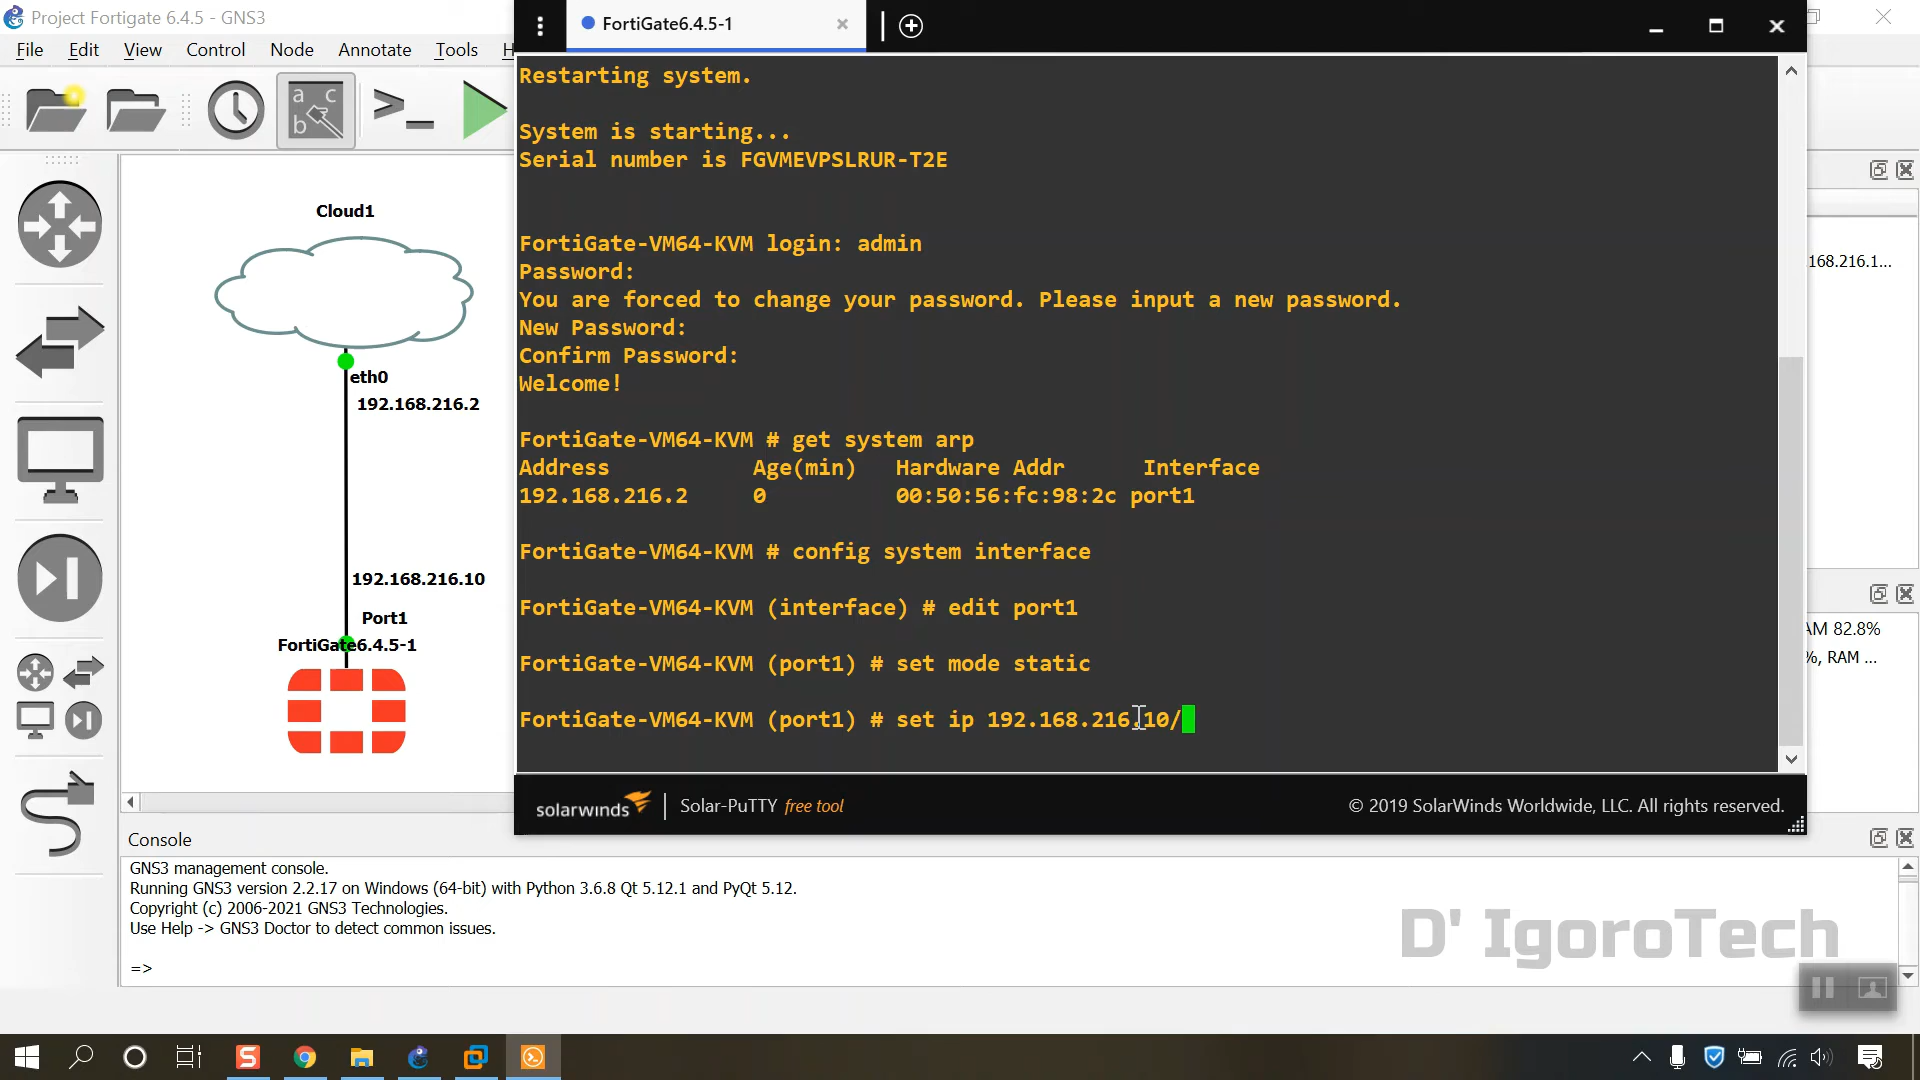 Project Fortigate 6.4.5 - GNS3
File Edit View Control Node Annotate Tools H
FortiGate6.4.5-1
a c
b
Restarting system.
System is starting...
Serial number is FGVMEVPSLRUR-T2E
FortiGate-VM64-KVM login: admin
Password:
You are forced to change your password. Please input a new password.
New Password:
Confirm Password:
Welcome!
FortiGate-VM64-KVM # get system arp
Address Age(min) Hardware Addr Interface
192.168.216.2 0 00:50:56:fc:98:2c port1
FortiGate-VM64-KVM # config system interface
FortiGate-VM64-KVM (interface) # edit port1
FortiGate-VM64-KVM (port1) # set mode static
FortiGate-VM64-KVM (port1) # set ip 192.168.216.10/
solarwinds | Solar-PuTTY free tool
© 2019 SolarWinds Worldwide, LLC. All rights reserved.
Cloud1
eth0
192.168.216.2
192.168.216.10
Port1
FortiGate6.4.5-1
168.216.1...
AM 82.8%
%, RAM ...
Console
GNS3 management console.
Running GNS3 version 2.2.17 on Windows (64-bit) with Python 3.6.8 Qt 5.12.1 and PyQt 5.12.
Copyright (c) 2006-2021 GNS3 Technologies.
Use Help -> GNS3 Doctor to detect common issues.
=>
D' IgoroTech